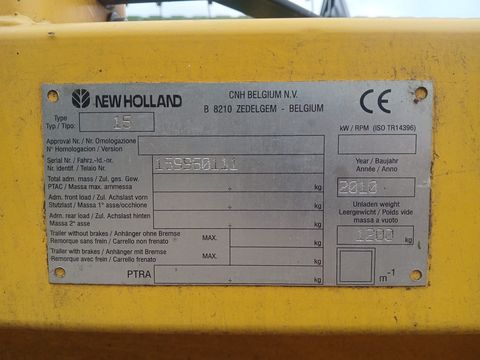 NEW HOLLAND
CNH BELGIUM N.V.
B 8210 ZEDELGEM - BELGIUM
CE
Type
Typ./Tipo: 15
Approval Nr./ Nr. Omologazione
N° Homologation / Version
Serial Nr./ Fahrz.-Id.-nr.
Nr. identif. / Telaio Nr. 159960111
Total adm. mass / Zul. ges. Gew.
PTAC / Massa max. ammessa kg
Adm. front load / Zul. Achslast vorn
Stutzlast / Massa 1° asse/occhione kg
Adm. rear load / Zul. Achslast hinten
Massa 2° asse kg
Trailer without brakes / Anhänger ohne Bremse
Remorque sans frein / Carrello non frenato MAX. kg
Trailer with brakes / Anhänger mit Bremse
Remorque avec frein / Carrello frenato MAX. kg
PTRA kg
kW / RPM (ISO TR14396)
Year / Baujahr
Année / Anno
2010
Unladen weight
Leergewicht / Poids vide
massa a vuoto
1200 kg
m⁻¹